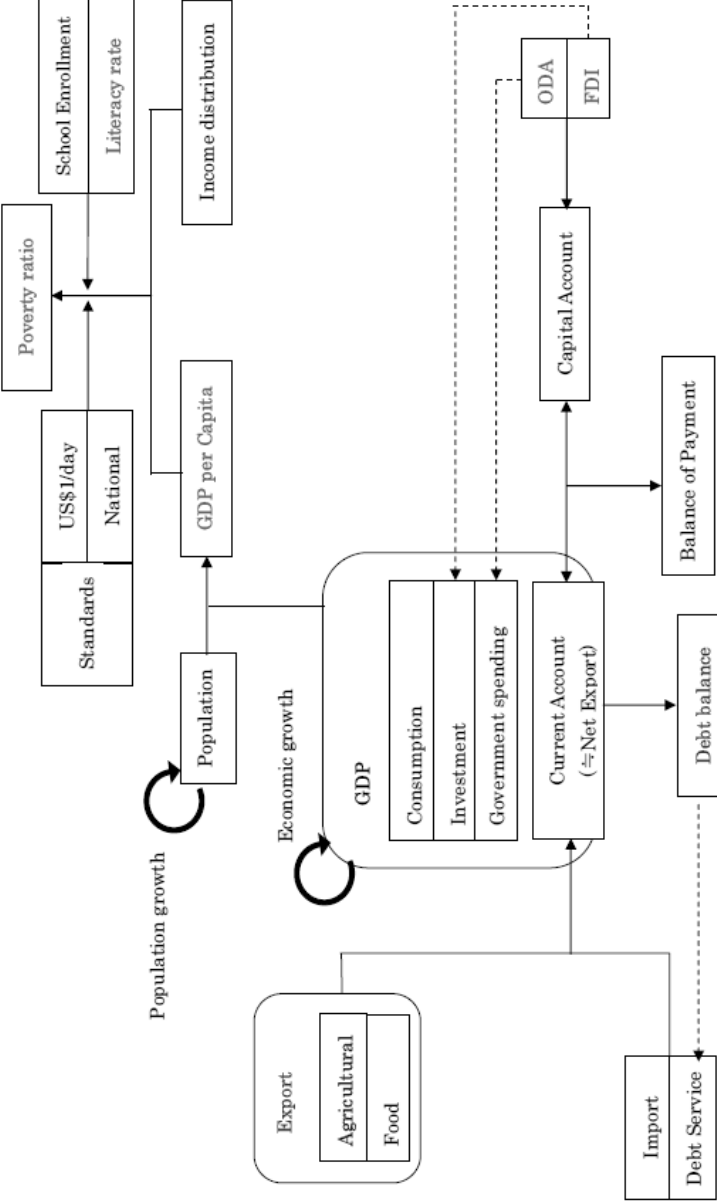 Poverty ratio
Standards
US$1/day
National
School Enrollment
Literacy rate
Population growth
Population
GDP per Capita
Income distribution
Economic growth
GDP
Export
Agricultural
Food
Consumption
Investment
Government spending
Current Account
(≒Net Export)
Capital Account
ODA
FDI
Import
Debt Service
Debt balance
Balance of Payment